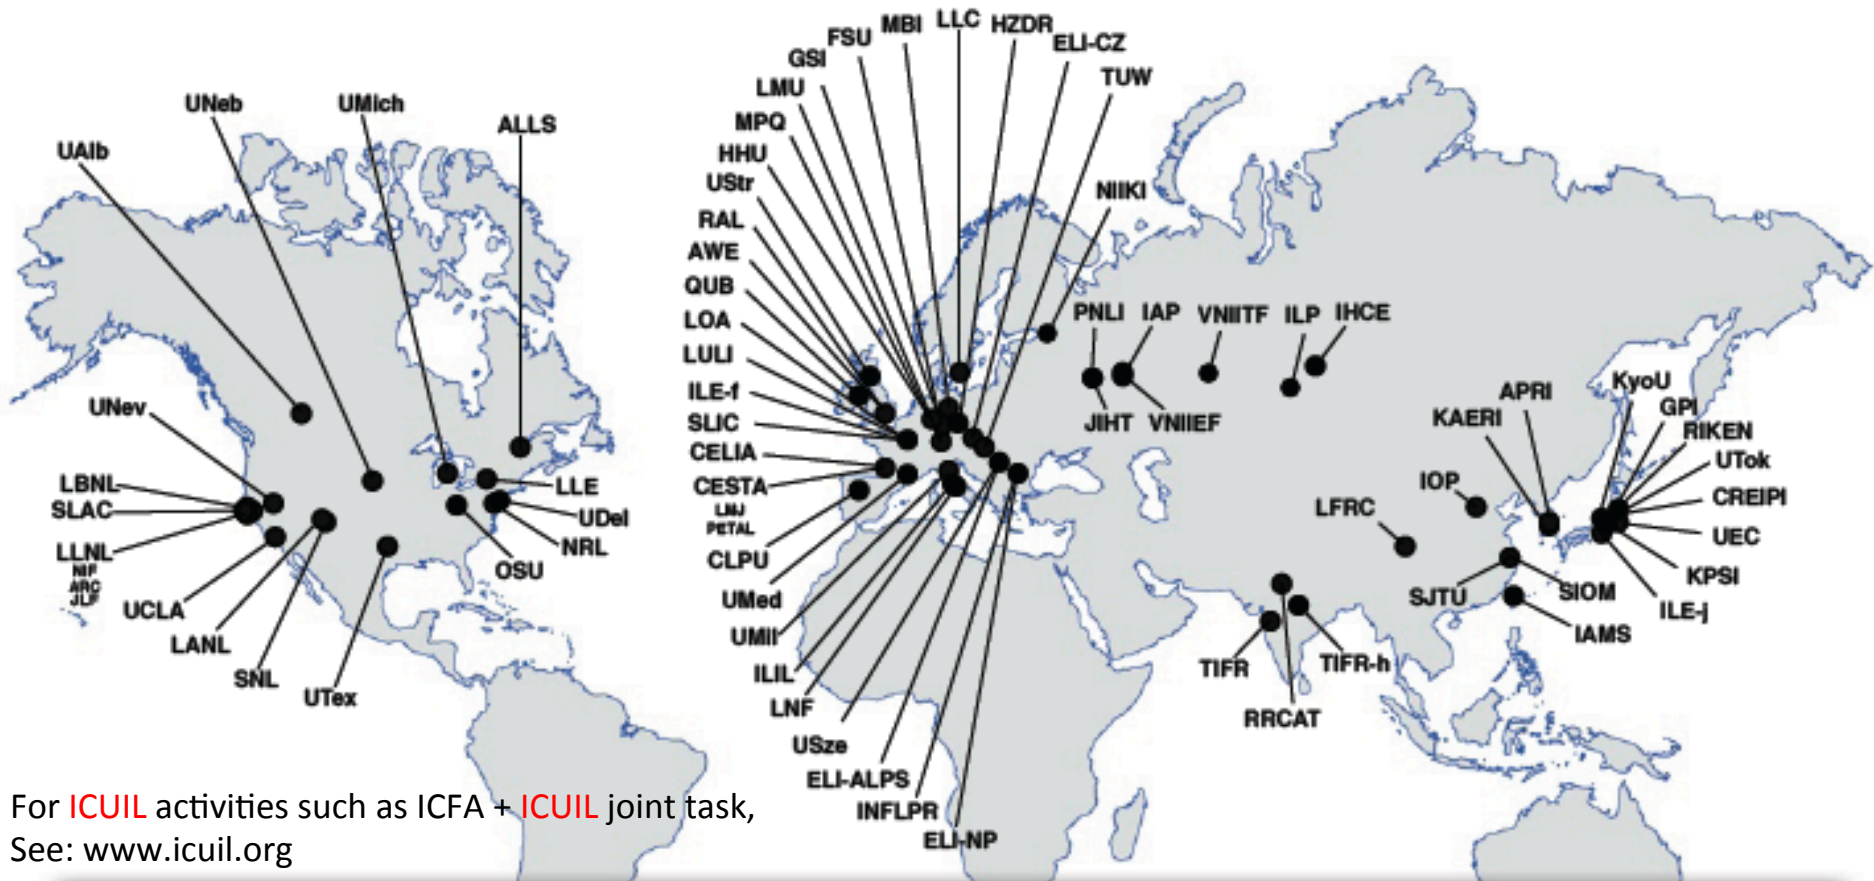 UAlb
UNeb
UMich
ALLS
UNev
LBNL
SLAC
LLNL
NIF
ARC
JLF
UCLA
LANL
SNL
UTex
LLE
UDel
NRL
OSU
TUW
ELI-CZ
HZDR
LLC
MBI
FSU
GSI
LMU
MPQ
HHU
UStr
RAL
AWE
QUB
LOA
LULI
ILE-f
SLIC
CELIA
CESTA
LMJ
PETAL
CLPU
UMed
UMil
ILIL
LNF
USze
ELI-ALPS
INFLPR
ELI-NP
NIIKI
PNLI
IAP
VNIITF
ILP
IHCE
JIHT
VNIIEF
KAERI
APRI
KyoU
GPI
RIKEN
UTok
CREIPI
UEC
KPSI
ILE-j
IOP
LFRC
SJTU
SIOM
IAMS
TIFR
TIFR-h
RRCAT
For ICUIL activities such as ICFA + ICUIL joint task,
See: www.icuil.org